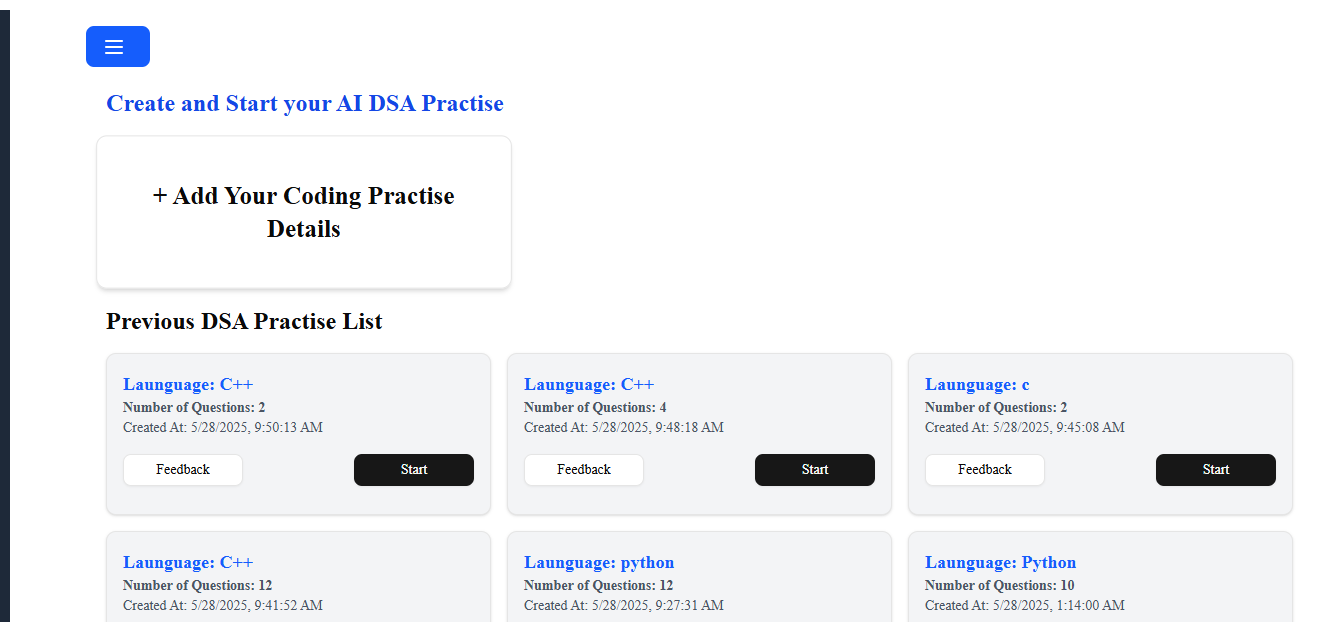 Create and Start your AI DSA Practise
+ Add Your Coding Practise
Details
Previous DSA Practise List
Launguage: C++
Number of Questions: 2
Created At: 5/28/2025, 9:50:13 AM
Feedback
Start
Launguage: C++
Number of Questions: 4
Created At: 5/28/2025, 9:48:18 AM
Feedback
Start
Launguage: c
Number of Questions: 2
Created At: 5/28/2025, 9:45:08 AM
Feedback
Start
Launguage: C++
Number of Questions: 12
Created At: 5/28/2025, 9:41:52 AM
Launguage: python
Number of Questions: 12
Created At: 5/28/2025, 9:27:31 AM
Launguage: Python
Number of Questions: 10
Created At: 5/28/2025, 1:14:00 AM